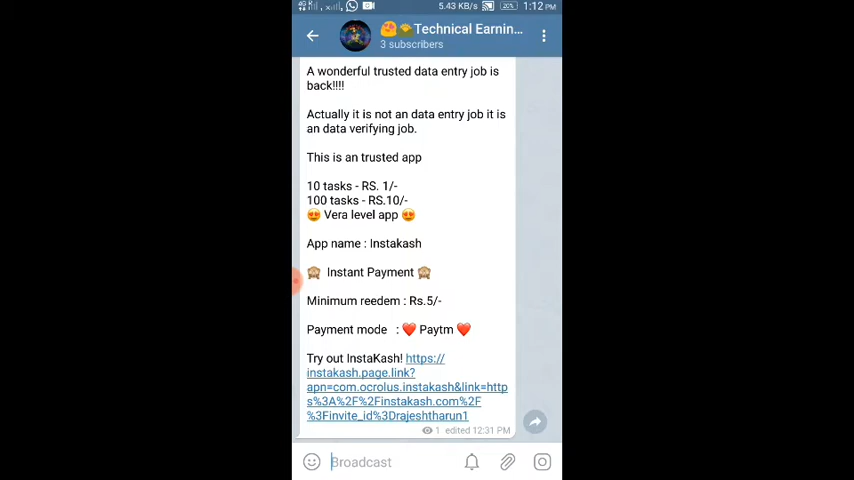 5.43 KB/s 20% 1:12 PM
😍Technical Earnin...
3 subscribers
A wonderful trusted data entry job is
back!!!!
Actually it is not an data entry job it is
an data verifying job.
This is an trusted app
10 tasks - RS. 1/-
100 tasks - RS.10/-
😍 Vera level app 😍
App name : Instakash
🙈 Instant Payment 🙈
Minimum reedem : Rs.5/-
Payment mode : ❤️ Paytm ❤️
Try out InstaKash! https://
instakash.page.link?
apn=com.ocrolus.instakash&link=http
s%3A%2F%2Finstakash.com%2F
%3Finvite_id%3Drajeshtharun1
1 edited 12:31 PM
Broadcast